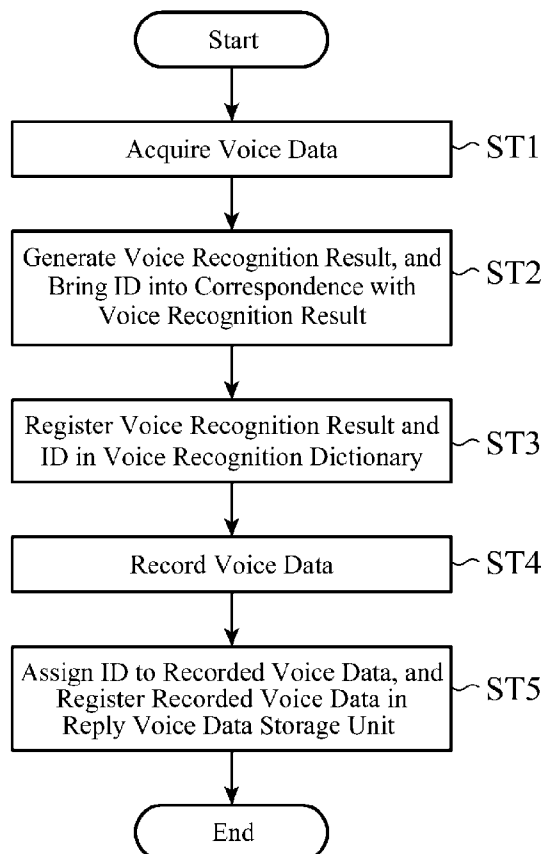 Start
Acquire Voice Data
ST1
Generate Voice Recognition Result, and
Bring ID into Correspondence with
Voice Recognition Result
ST2
Register Voice Recognition Result and
ID in Voice Recognition Dictionary
ST3
Record Voice Data
ST4
Assign ID to Recorded Voice Data, and
Register Recorded Voice Data in
Reply Voice Data Storage Unit
ST5
End